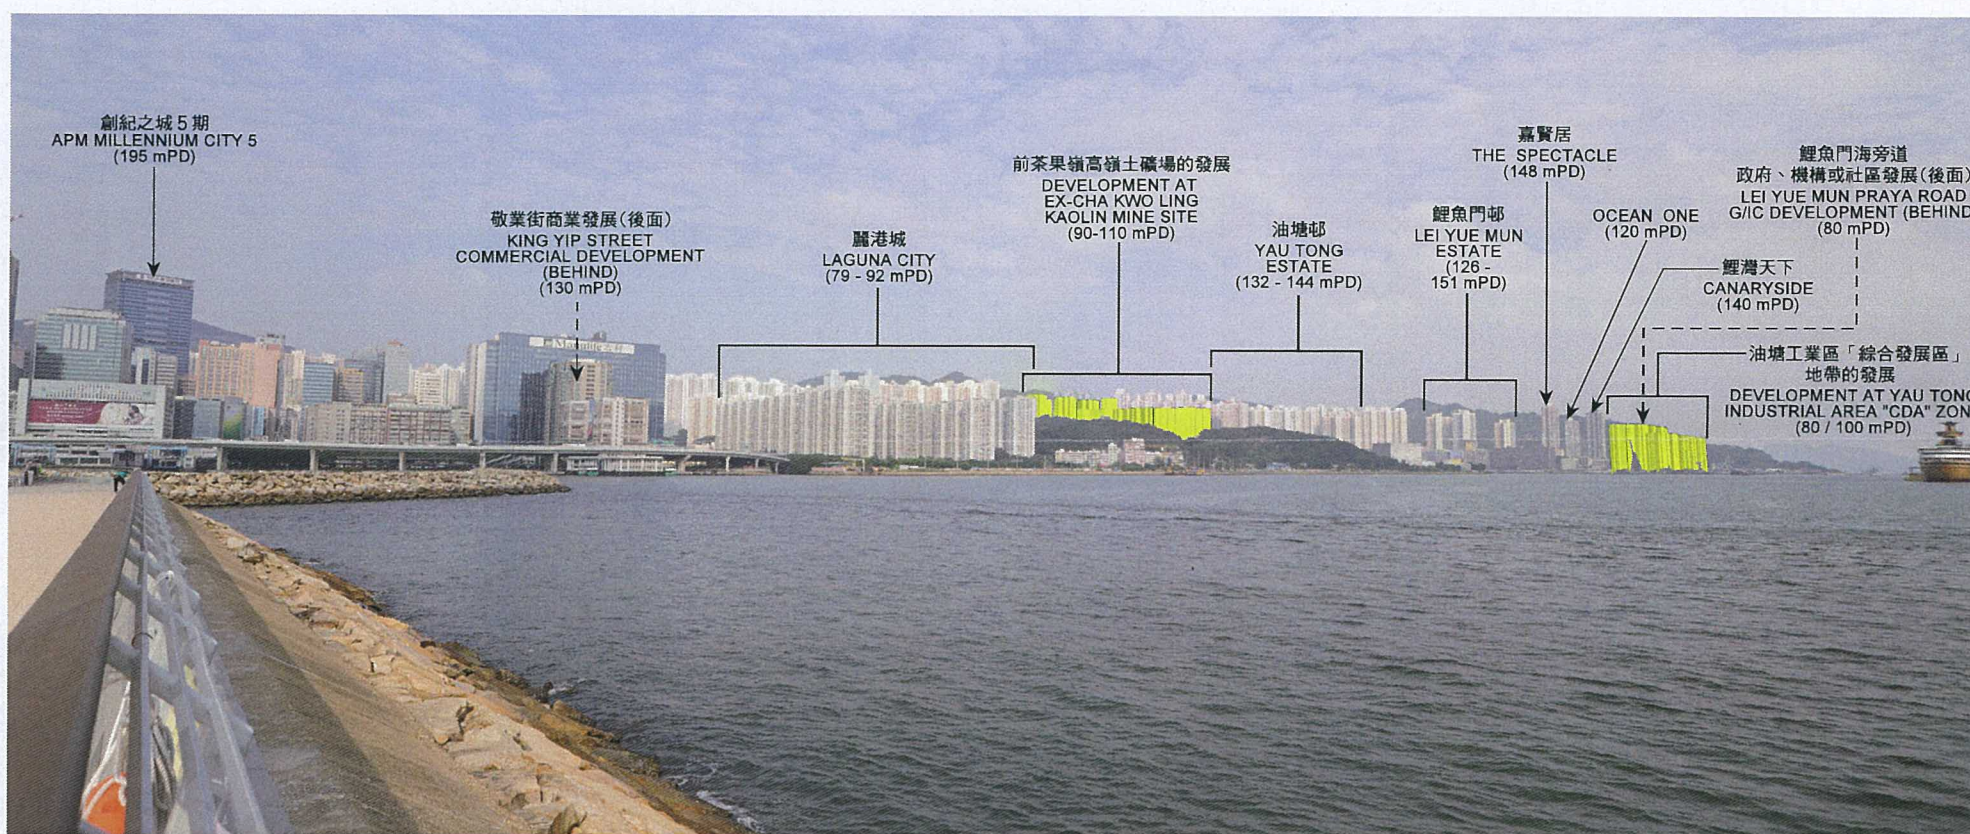 創紀之城5期
APM MILLENNIUM CITY 5
(195 mPD)
敬業街商業發展(後面)
KING YIP STREET
COMMERCIAL DEVELOPMENT
(BEHIND)
(130 mPD)
麗港城
LAGUNA CITY
(79 - 92 mPD)
前茶果嶺高嶺土礦場的發展
DEVELOPMENT AT
EX-CHA KWO LING
KAOLIN MINE SITE
(90-110 mPD)
油塘邨
YAU TONG
ESTATE
(132 - 144 mPD)
鯉魚門邨
LEI YUE MUN
ESTATE
(126 -
151 mPD)
嘉賢居
THE SPECTACLE
(148 mPD)
OCEAN ONE
(120 mPD)
鯉灣天下
CANARYSIDE
(140 mPD)
鯉魚門海旁道
政府、機構或社區發展(後面)
LEI YUE MUN PRAYA ROAD
G/IC DEVELOPMENT (BEHIND
(80 mPD)
油塘工業區「綜合發展區」
地帶的發展
DEVELOPMENT AT YAU TONG
INDUSTRIAL AREA "CDA" ZON
(80 / 100 mPD)
Manulife